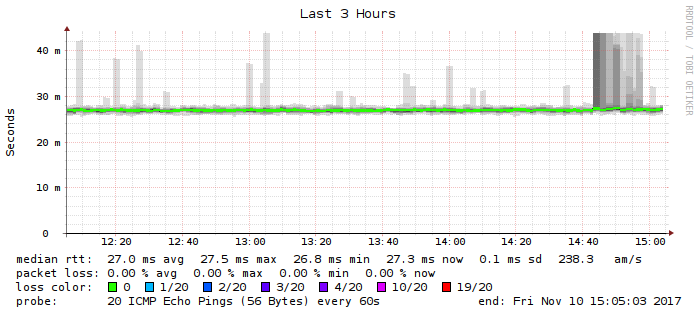 Last 3 Hours
RRDTOOL / TOBI OETIKER
Seconds
40 m
30 m
20 m
10 m
0
12:20 12:40 13:00 13:20 13:40 14:00 14:20 14:40 15:00
median rtt: 27.0 ms avg 27.5 ms max 26.8 ms min 27.3 ms now 0.1 ms sd 238.3 am/s
packet loss: 0.00 % avg 0.00 % max 0.00 % min 0.00 % now
loss color: 0 1/20 2/20 3/20 4/20 10/20 19/20
probe: 20 ICMP Echo Pings (56 Bytes) every 60s end: Fri Nov 10 15:05:03 2017